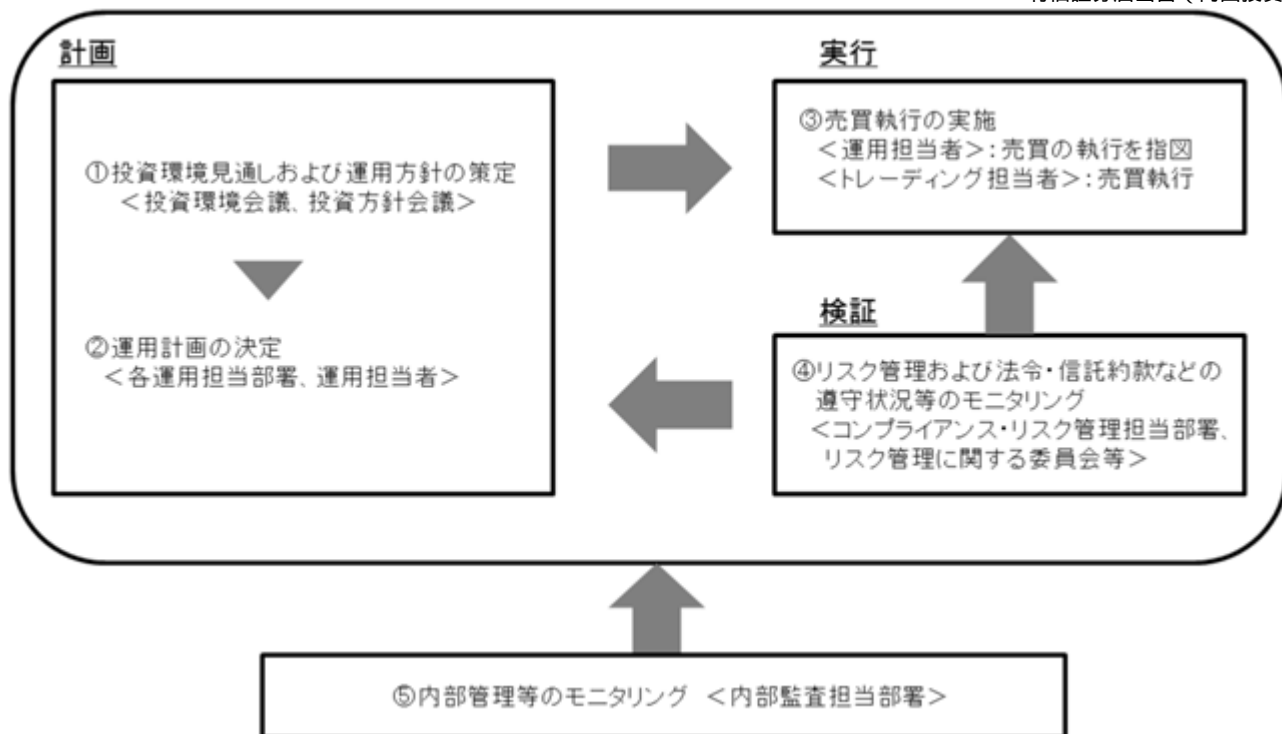 計画
①投資環境見通しおよび運用方針の策定
＜投資環境会議、投資方針会議＞
②運用計画の決定
＜各運用担当部署、運用担当者＞
実行
③売買執行の実施
＜運用担当者＞：売買の執行を指図
＜トレーディング担当者＞：売買執行
検証
④リスク管理および法令・信託約款などの
遵守状況等のモニタリング
＜コンプライアンス・リスク管理担当部署、
リスク管理に関する委員会等＞
⑤内部管理等のモニタリング ＜内部監査担当部署＞